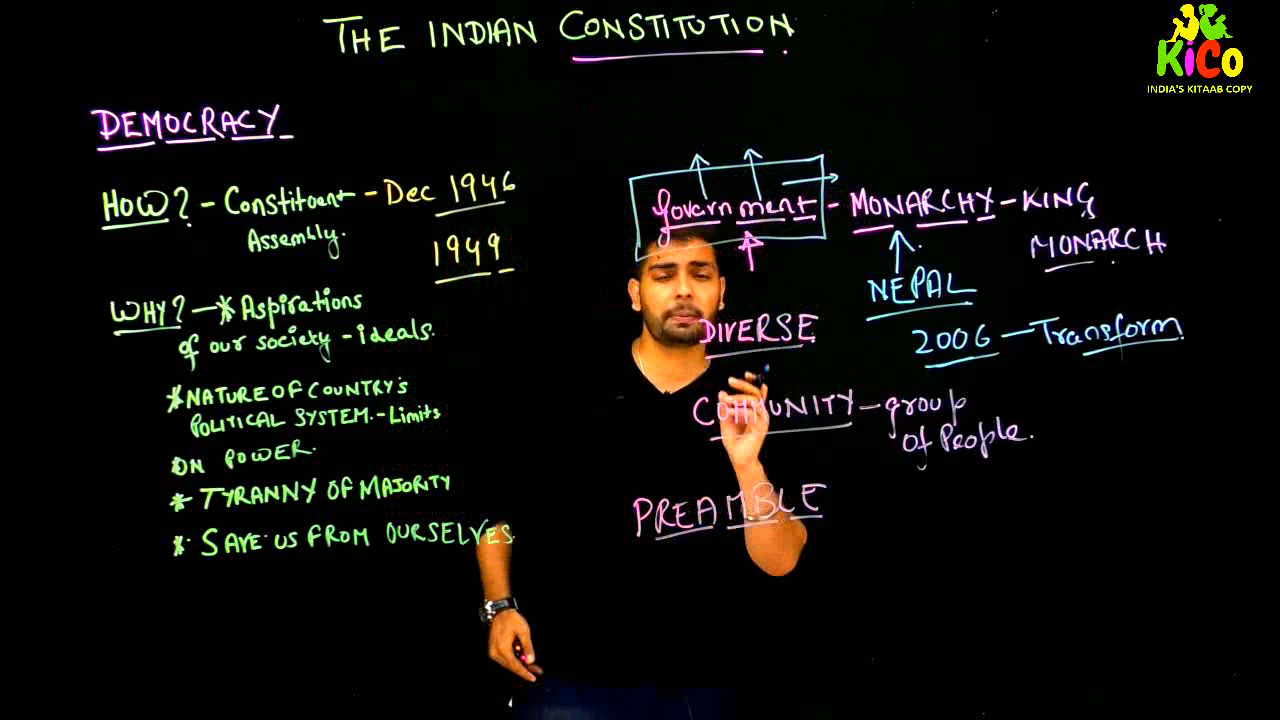 THE INDIAN CONSTITUTION.
KiCo
INDIA'S KITAAB COPY
DEMOCRACY
HOW? - Constituent - Dec 1946
Assembly.
1949
WHY? - * Aspirations
of our society - ideals.
* NATURE OF COUNTRY'S
POLITICAL SYSTEM. - Limits
ON POWER.
* TYRANNY OF MAJORITY
* SAVE US FROM OURSELVES.
Government - MONARCHY - KING
MONARCH
NEPAL
DIVERSE
2006 - Transform
COMMUNITY - group
of People.
PREAMBLE